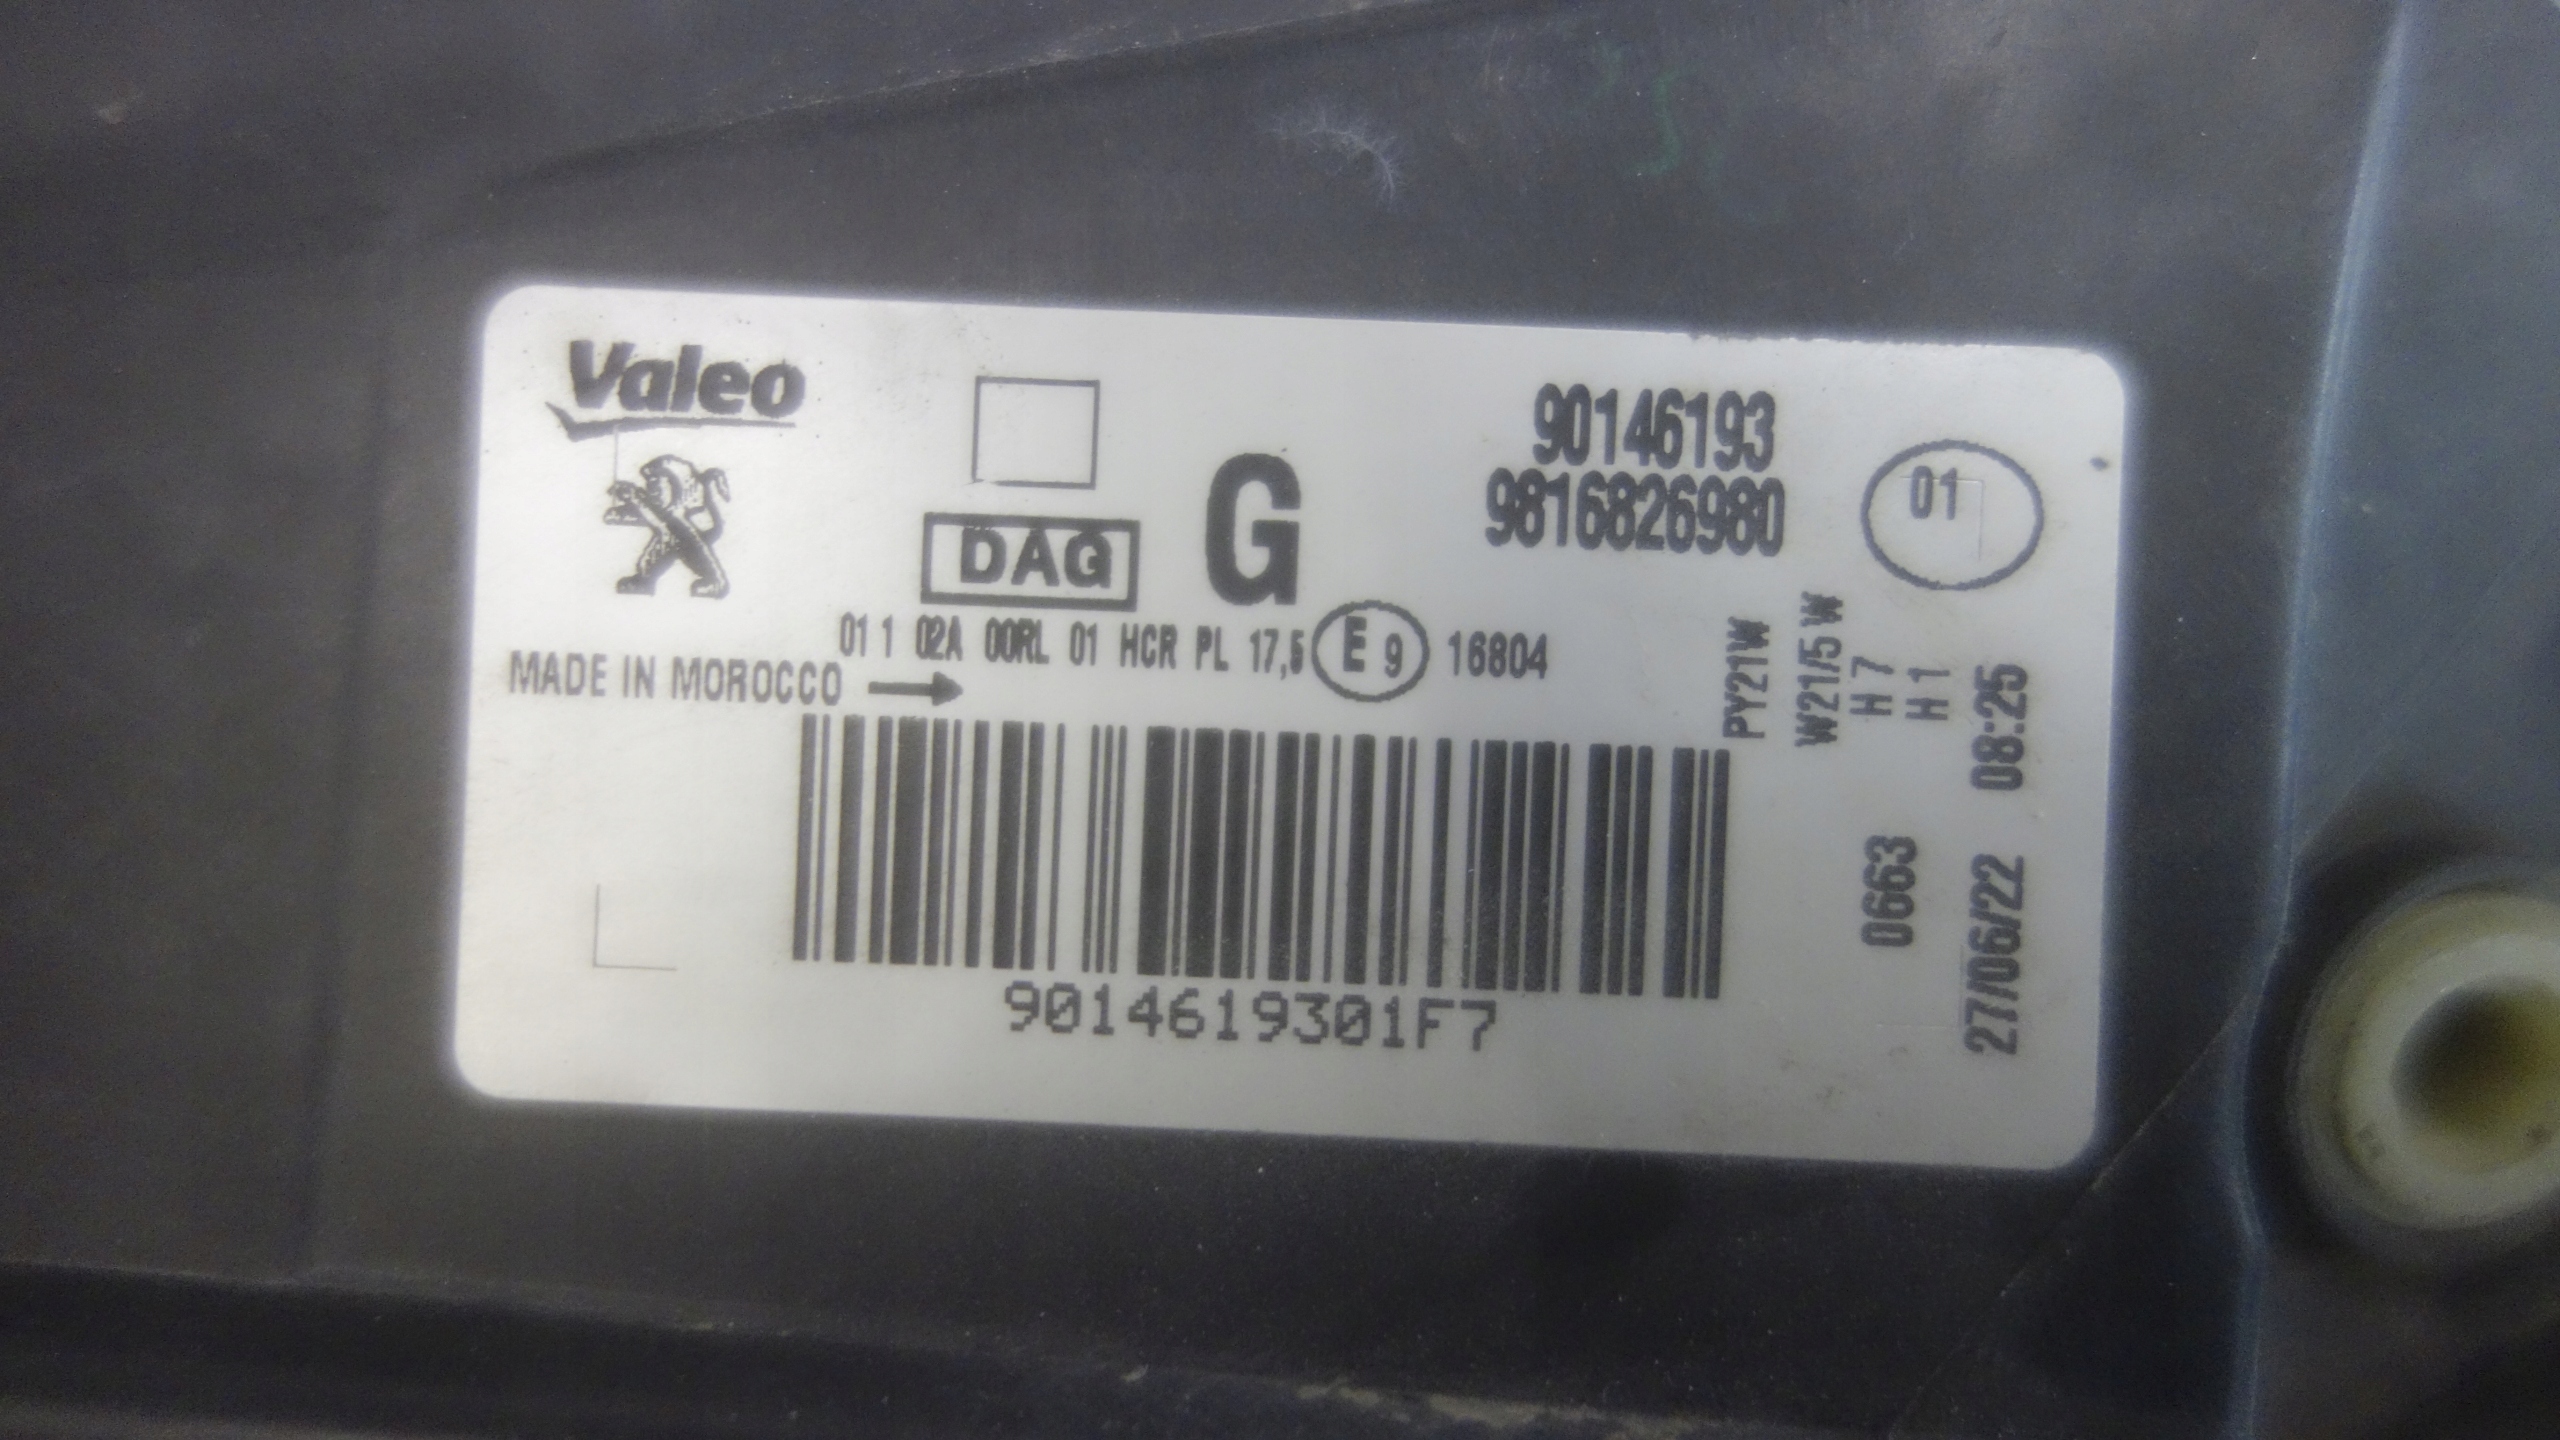 Valeo
90146193
9816826980
01
DAG
G
01 1 02A 00RL 01 HCR PL 17,5 E 9 16804
MADE IN MOROCCO
PY21W
W21/5W
H7
H1
0663
27/06/22 08:25
9014619301F7